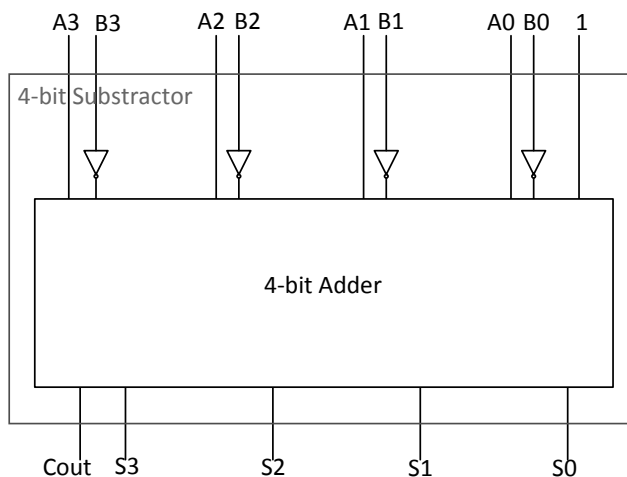 A3 B3 A2 B2 A1 B1 A0 B0 1
4-bit Substractor
4-bit Adder
Cout S3 S2 S1 S0